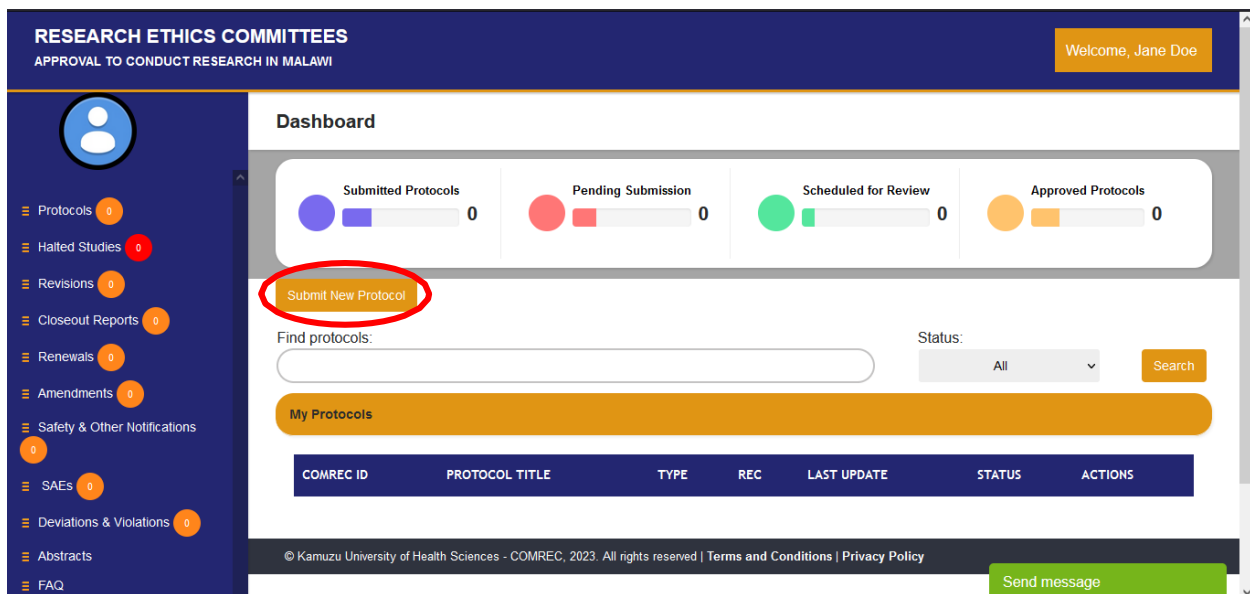 RESEARCH ETHICS COMMITTEES
APPROVAL TO CONDUCT RESEARCH IN MALAWI
Welcome, Jane Doe
Dashboard
Submitted Protocols
0
Pending Submission
0
Scheduled for Review
0
Approved Protocols
0
Protocols 0
Halted Studies 0
Revisions 0
Closeout Reports 0
Renewals 0
Amendments 0
Safety & Other Notifications
0
SAEs 0
Deviations & Violations 0
Abstracts
FAQ
Submit New Protocol
Find protocols:
Status:
All
Search
My Protocols
COMREC ID PROTOCOL TITLE TYPE REC LAST UPDATE STATUS ACTIONS
© Kamuzu University of Health Sciences - COMREC, 2023. All rights reserved | Terms and Conditions | Privacy Policy
Send message